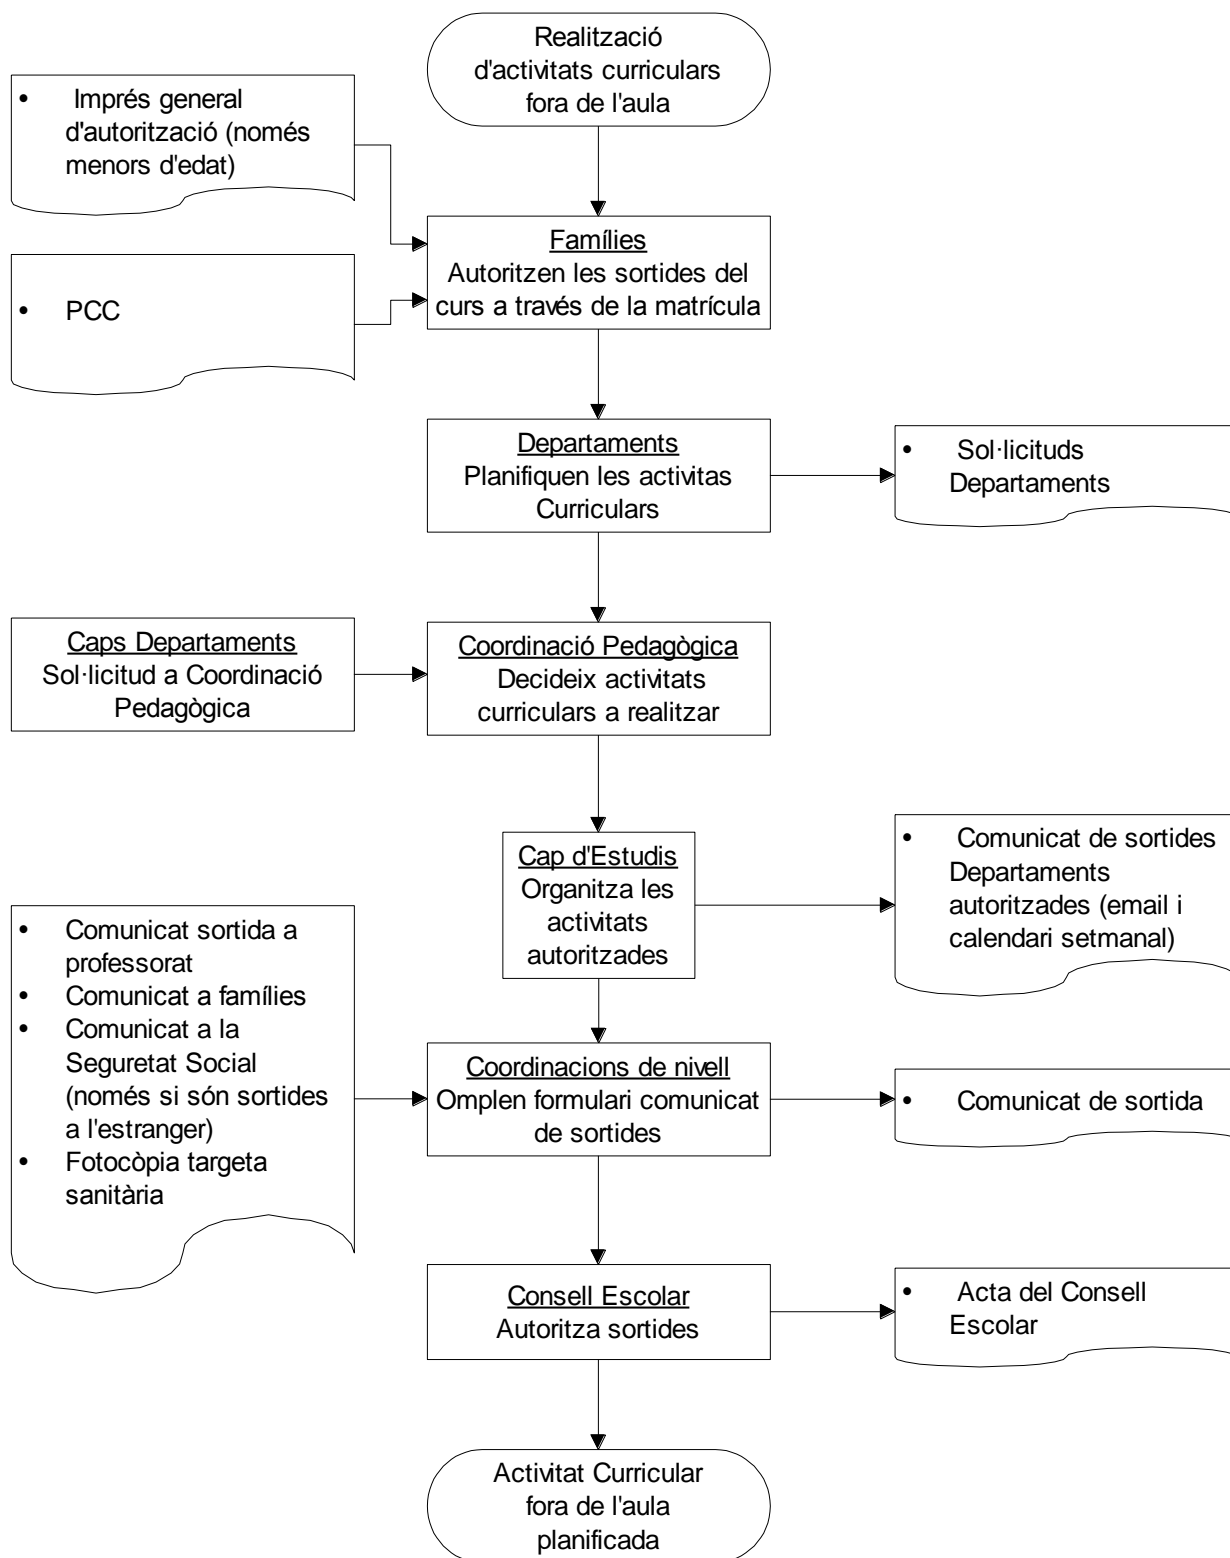 Realització
d'activitats curriculars
fora de l'aula
• Imprés general
d'autorització (només
menors d'edat)
Famílies
Autoritzen les sortides del
curs a través de la matrícula
• PCC
Departaments
Planifiquen les activitas
Curriculars
• Sol·licituds
Departaments
Caps Departaments
Sol·licitud a Coordinació
Pedagògica
Coordinació Pedagògica
Decideix activitats
curriculars a realitzar
Cap d'Estudis
Organitza les
activitats
autoritzades
• Comunicat de sortides
Departaments
autoritzades (email i
calendari setmanal)
• Comunicat sortida a
professorat
• Comunicat a famílies
• Comunicat a la
Seguretat Social
(només si són sortides
a l'estranger)
• Fotocòpia targeta
sanitària
Coordinacions de nivell
Omplen formulari comunicat
de sortides
• Comunicat de sortida
Consell Escolar
Autoritza sortides
• Acta del Consell
Escolar
Activitat Curricular
fora de l'aula
planificada